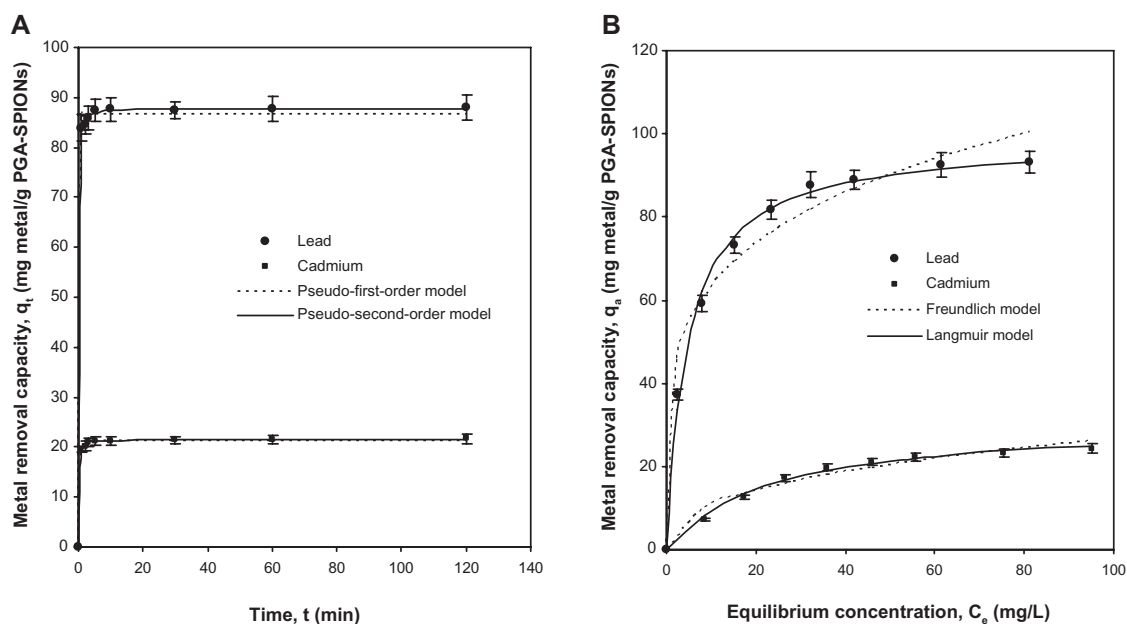 A
Metal removal capacity, qt (mg metal/g PGA-SPIONs)
100
90
80
70
60
50
40
30
20
10
0
Lead
Cadmium
Pseudo-first-order model
Pseudo-second-order model
0 20 40 60 80 100 120 140
Time, t (min)
B
Metal removal capacity, qa (mg metal/g PGA-SPIONs)
120
100
80
60
40
20
0
Lead
Cadmium
Freundlich model
Langmuir model
0 20 40 60 80 100
Equilibrium concentration, Ce (mg/L)